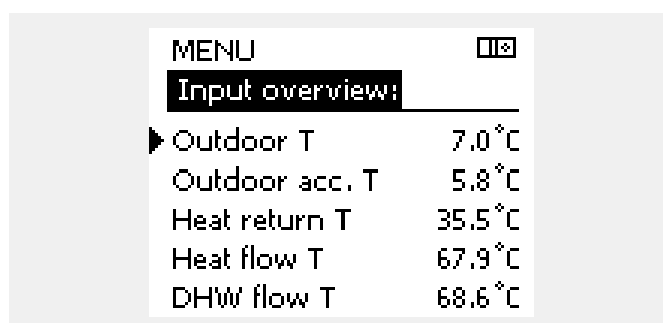 MENU
Input overview:
Outdoor T 7.0°C
Outdoor acc. T 5.8°C
Heat return T 35.5°C
Heat flow T 67.9°C
DHW flow T 68.6°C